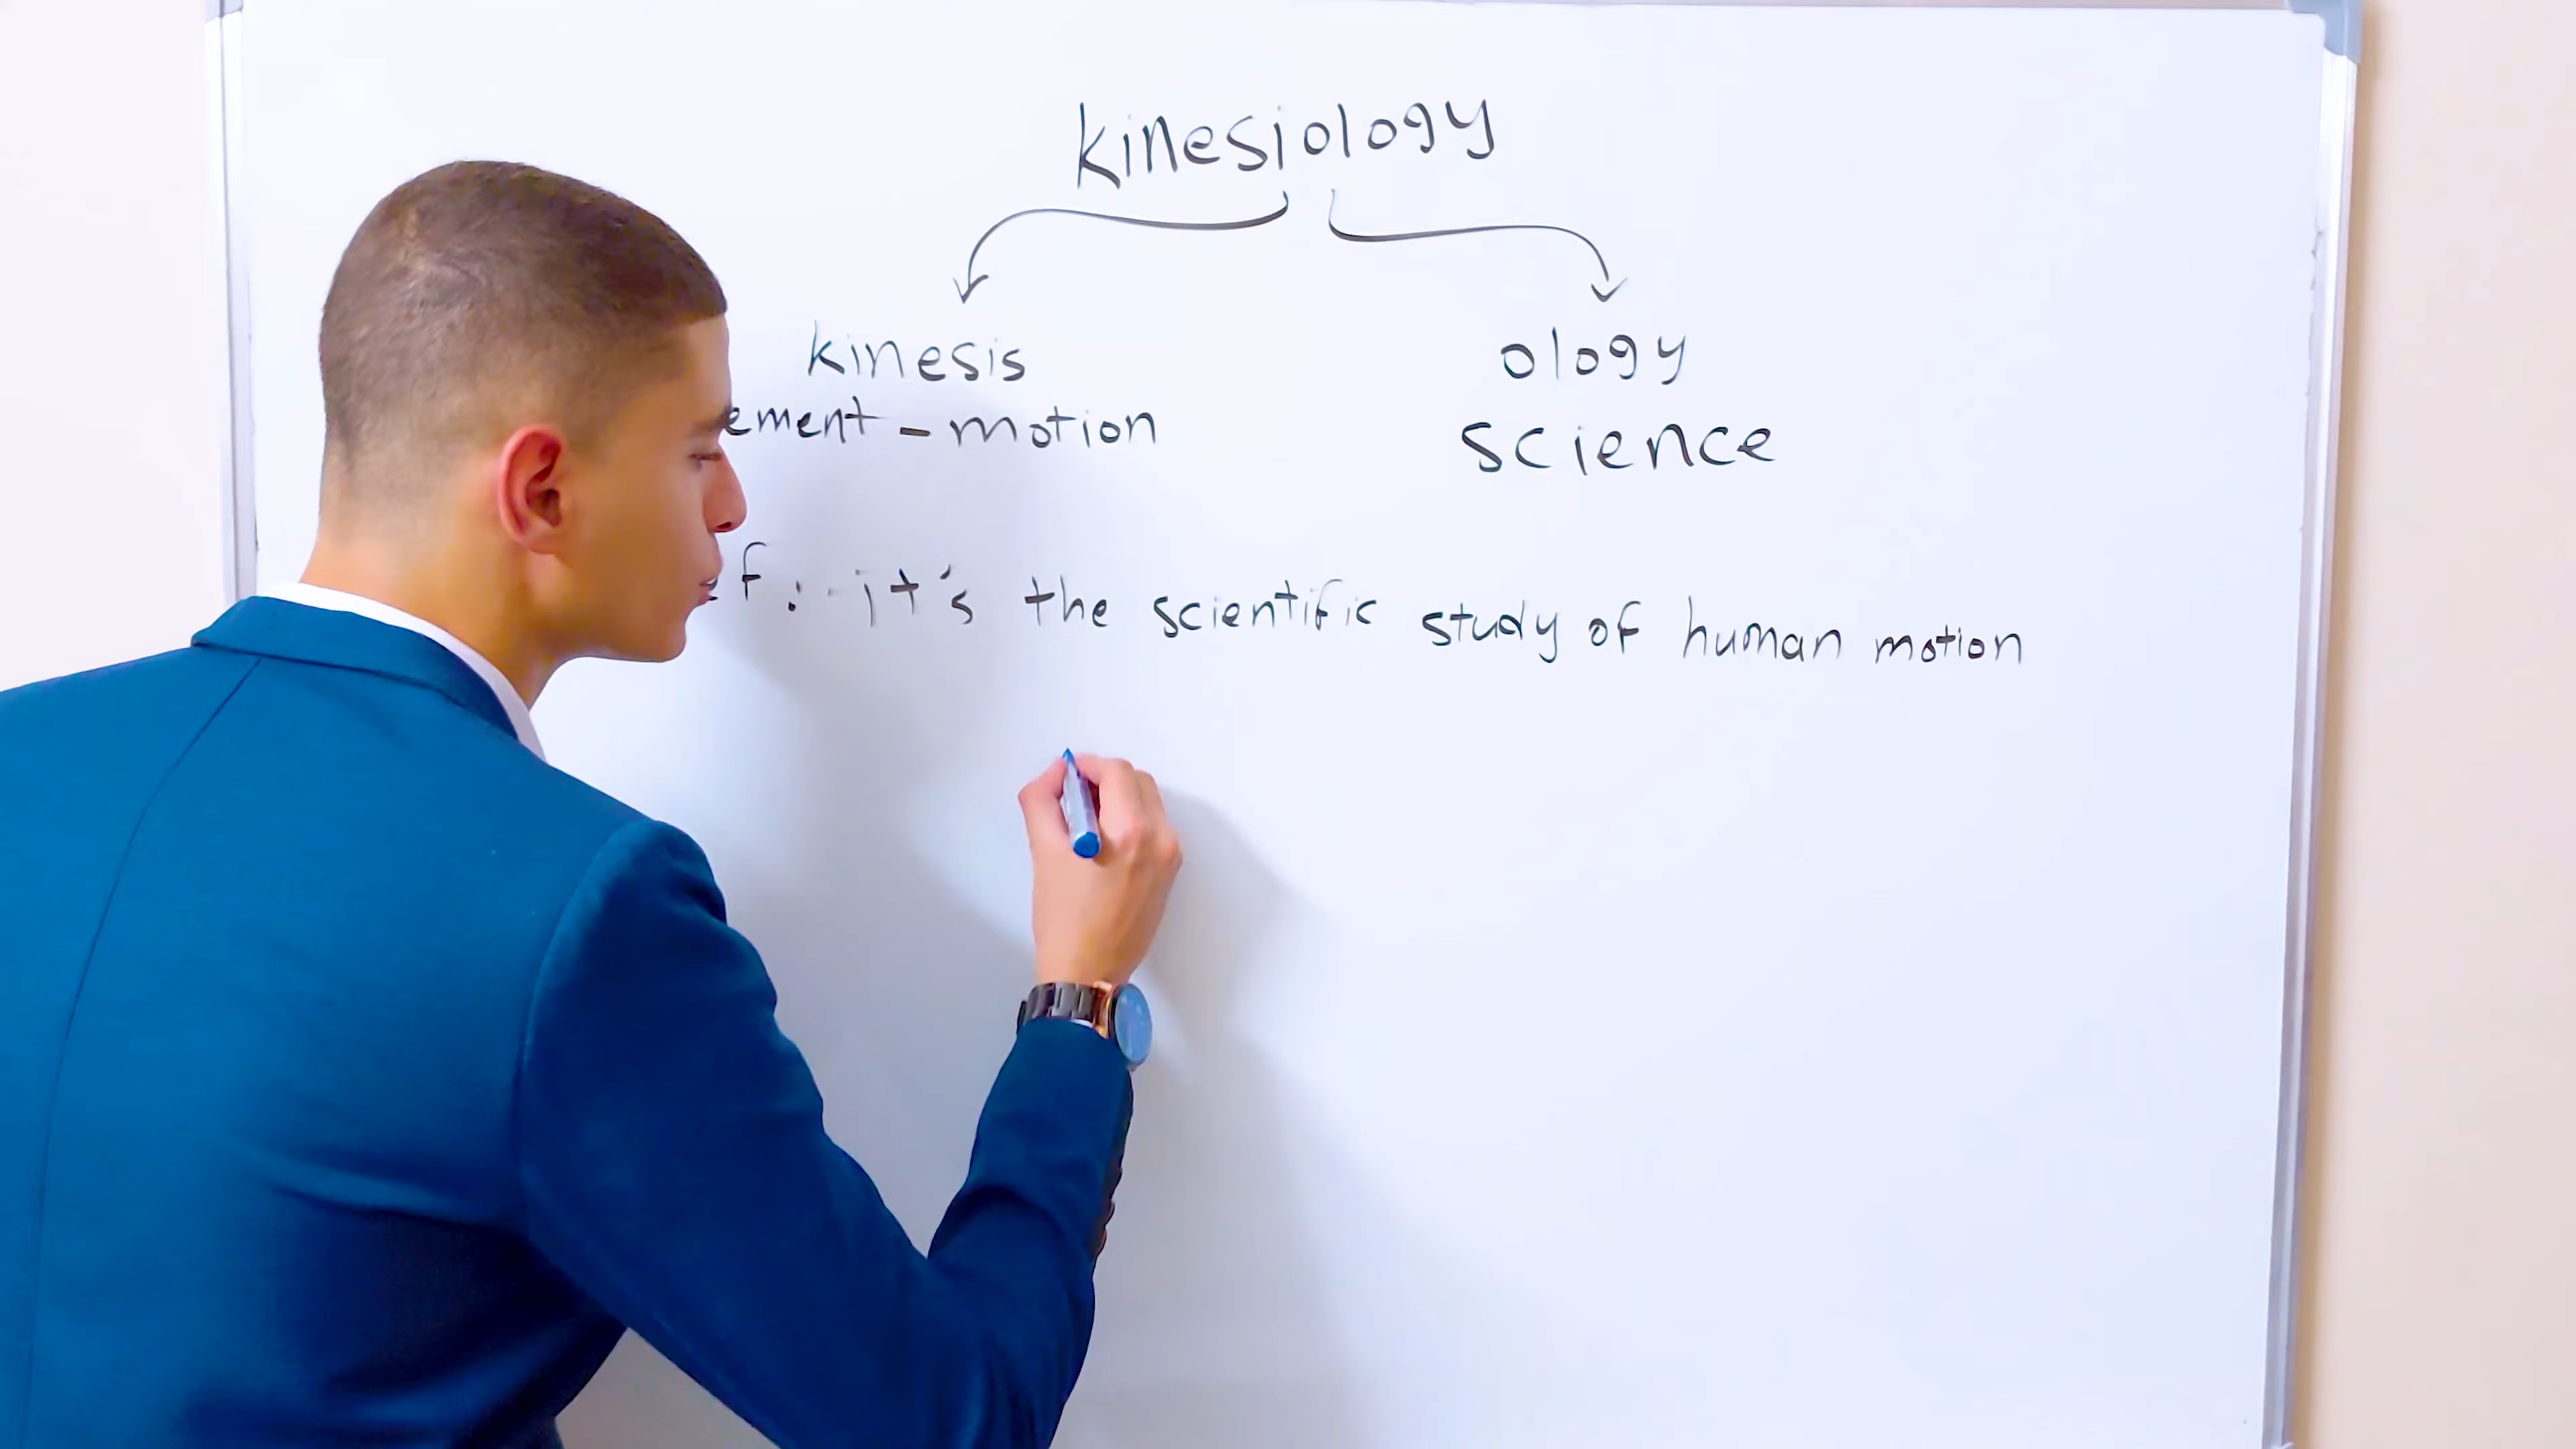 kinesiology
kinesis ology
ement - motion science
f: it's the scientific study of human motion